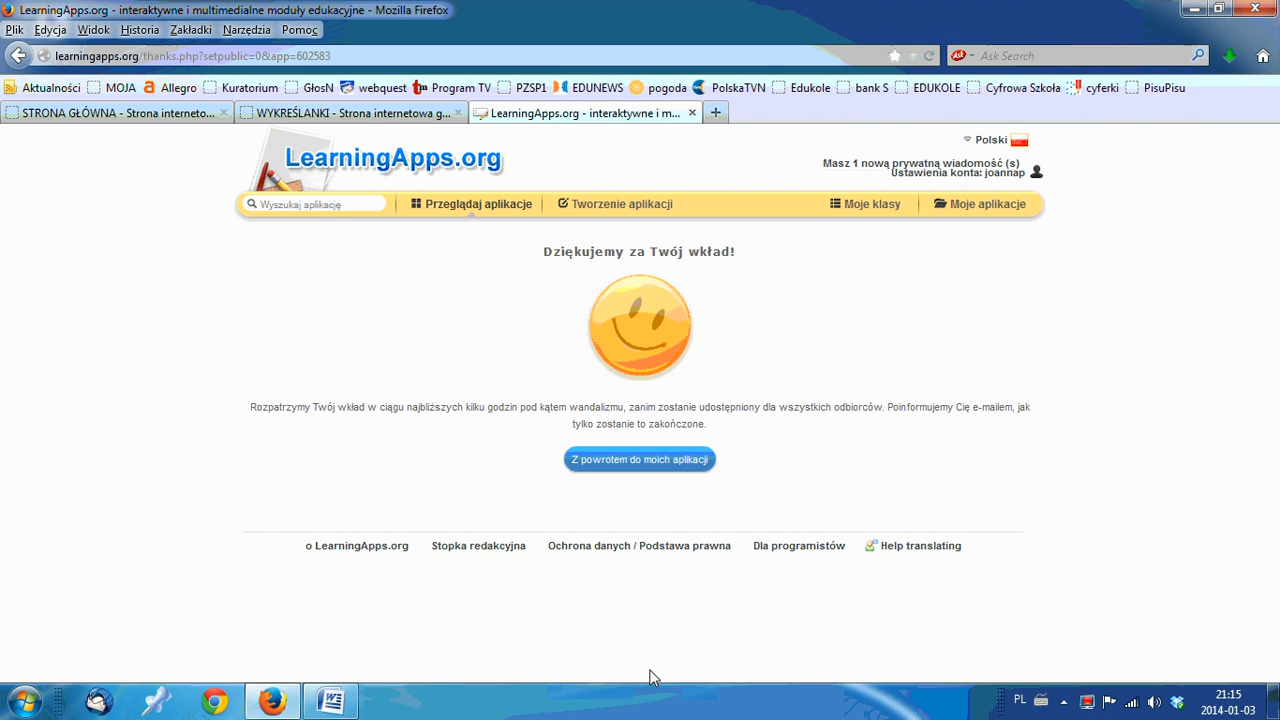 LearningApps.org - interaktywne i multimedialne moduły edukacyjne - Mozilla Firefox
Plik Edycja Widok Historia Zakładki Narzędzia Pomoc
learningapps.org/thanks.php?setpublic=0&app=602583
Ask Ask Search
Aktualności MOJA Allegro Kuratorium GłosN webquest Program TV PZSP1 EDUNEWS pogoda PolskaTVN Edukole bank S EDUKOLE Cyfrowa Szkoła cyferki PisuPisu
STRONA GŁÓWNA - Strona interneto... WYKREŚLANKI - Strona internetowa g... LearningApps.org - interaktywne i m...
Polski
LearningApps.org
Masz 1 nową prywatną wiadomość (s)
Ustawienia konta: joannap
Wyszukaj aplikację Przeglądaj aplikacje Tworzenie aplikacji Moje klasy Moje aplikacje
Dziękujemy za Twój wkład!
Rozpatrzymy Twój wkład w ciągu najbliższych kilku godzin pod kątem wandalizmu, zanim zostanie udostępniony dla wszystkich odbiorców. Poinformujemy Cię e-mailem, jak
tylko zostanie to zakończone.
Z powrotem do moich aplikacji
o LearningApps.org Stopka redakcyjna Ochrona danych / Podstawa prawna Dla programistów Help translating
PL 21:15
2014-01-03